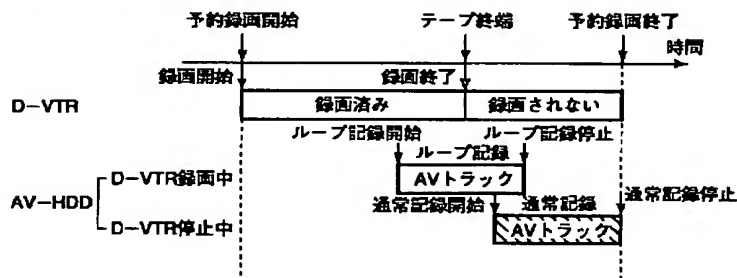 予約録画開始 テープ終端 予約録画終了
時間
録画開始 録画終了
D-VTR 録画済み 録画されない
ループ記録開始 ループ記録停止
ループ記録
D-VTR録画中 AVトラック
AV-HDD 通常記録開始 通常記録 通常記録停止
D-VTR停止中 AVトラック